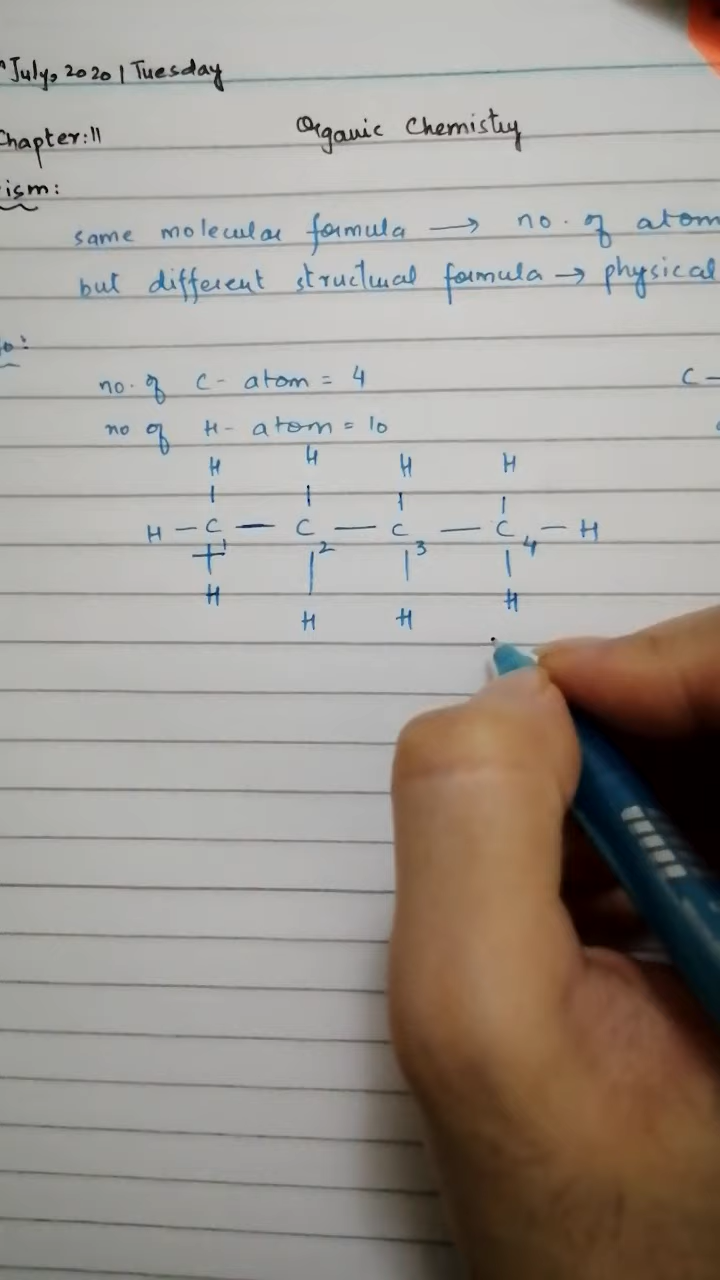 July, 2020 | Tuesday
Chapter: 11 Organic Chemistry
ism:
same molecular formula → no. of atom
but different structual formula → physical
no. of C- atom = 4 C -
no of H- atom = 10
H H H H
H - C - C - C - C - H
1 2 3 4
H H H H